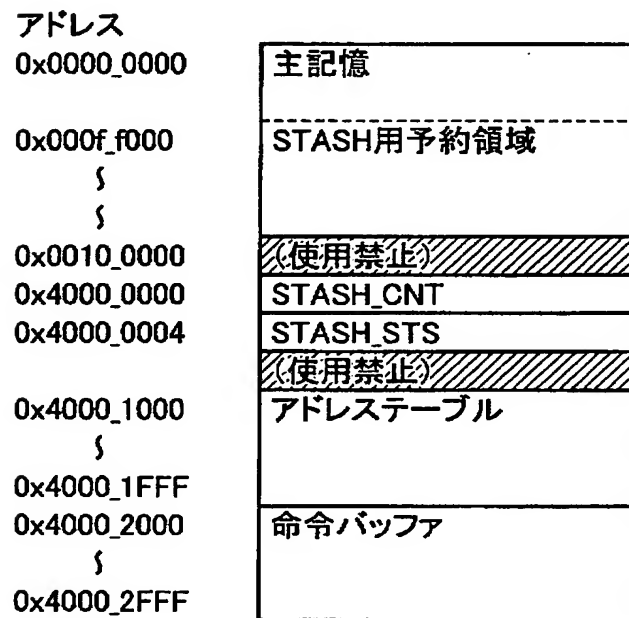 アドレス
0x0000_0000 主記憶
0x000f_f000 STASH用予約領域
∫
∫
0x0010_0000 (使用禁止)
0x4000_0000 STASH_CNT
0x4000_0004 STASH_STS
(使用禁止)
0x4000_1000 アドレステーブル
∫
0x4000_1FFF
0x4000_2000 命令バッファ
∫
0x4000_2FFF